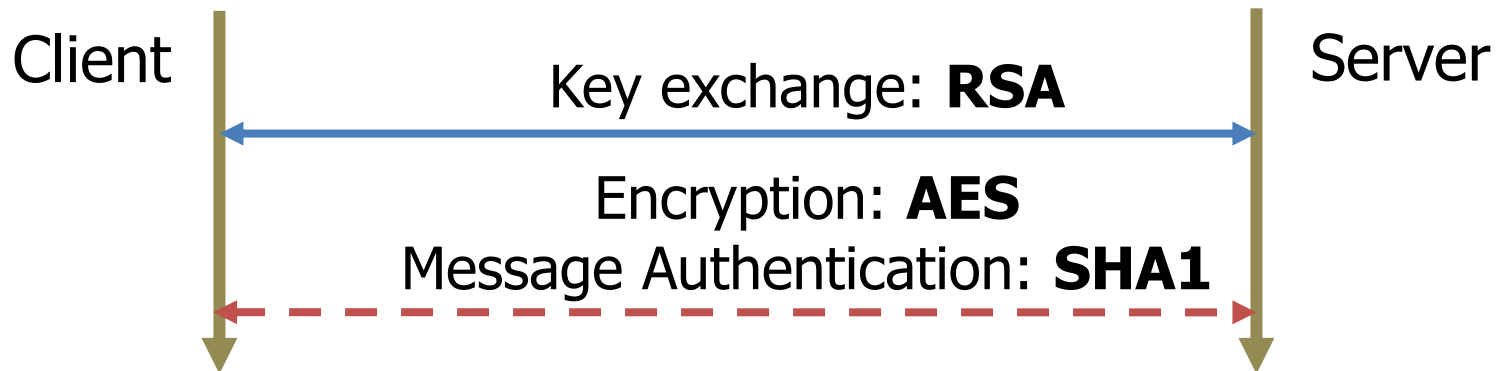 Client
Server
Key exchange: RSA
Encryption: AES
Message Authentication: SHA1